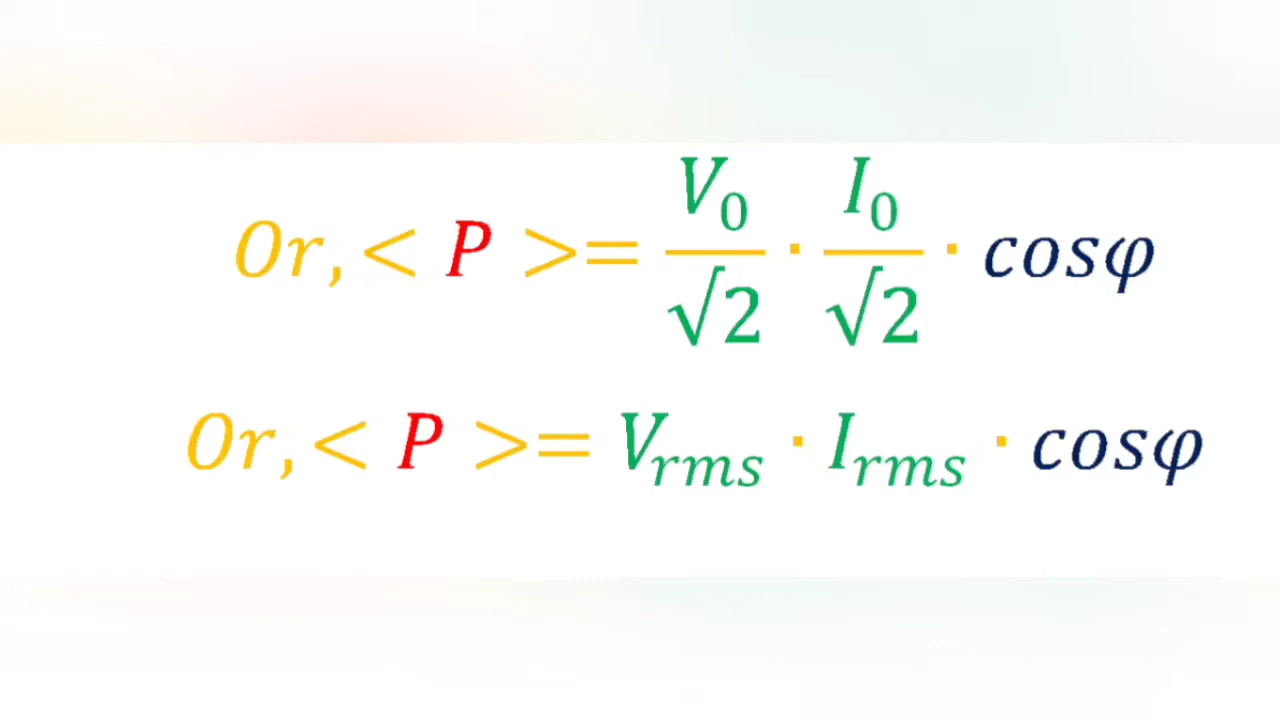 Or, < P >= V₀/√2 · I₀/√2 · cosφ
Or, < P >= Vrms · Irms · cosφ